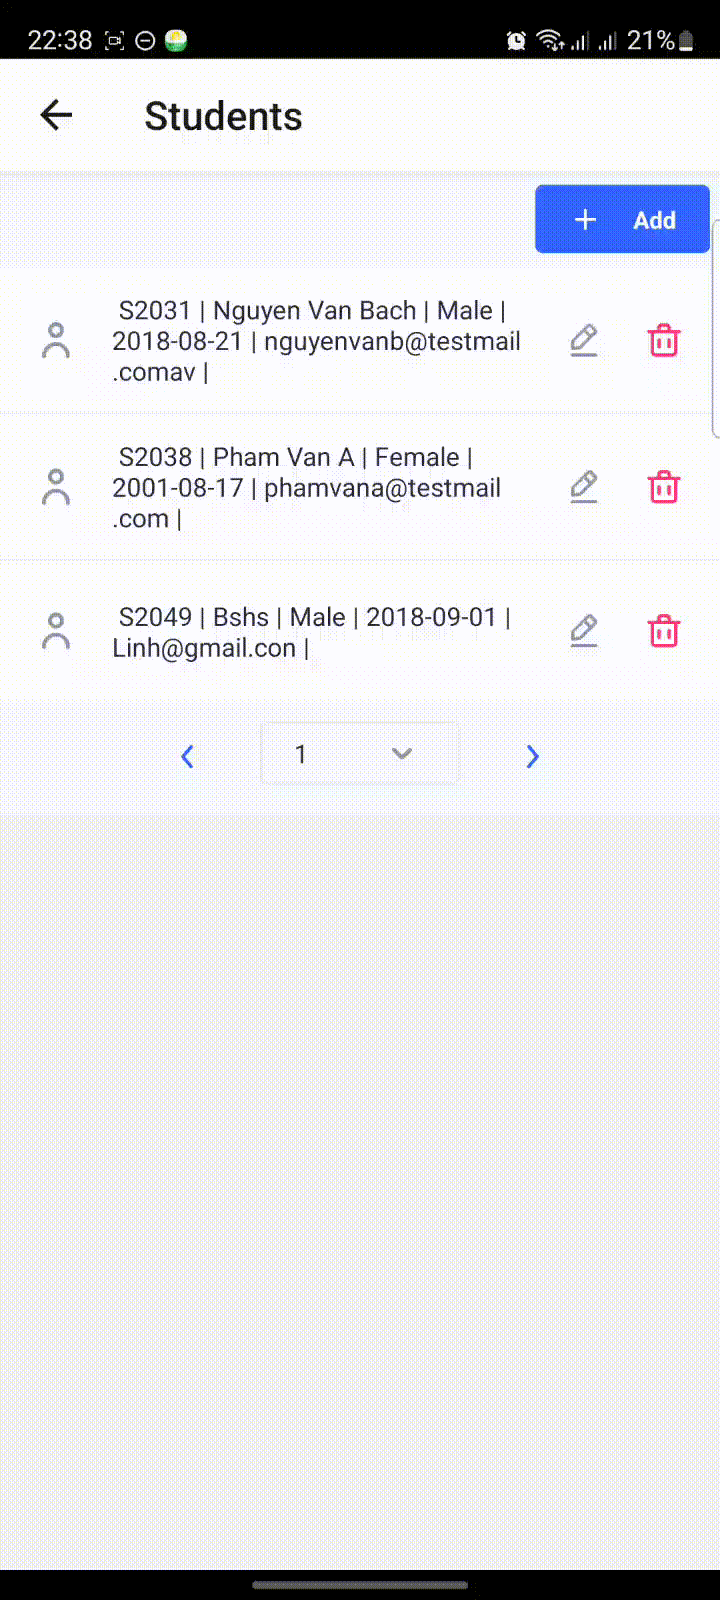 22:38 21%
Students
Add
S2031 | Nguyen Van Bach | Male |
2018-08-21 | nguyenvanb@testmail
.comav |
S2038 | Pham Van A | Female |
2001-08-17 | phamvana@testmail
.com |
S2049 | Bshs | Male | 2018-09-01 |
Linh@gmail.con |
1